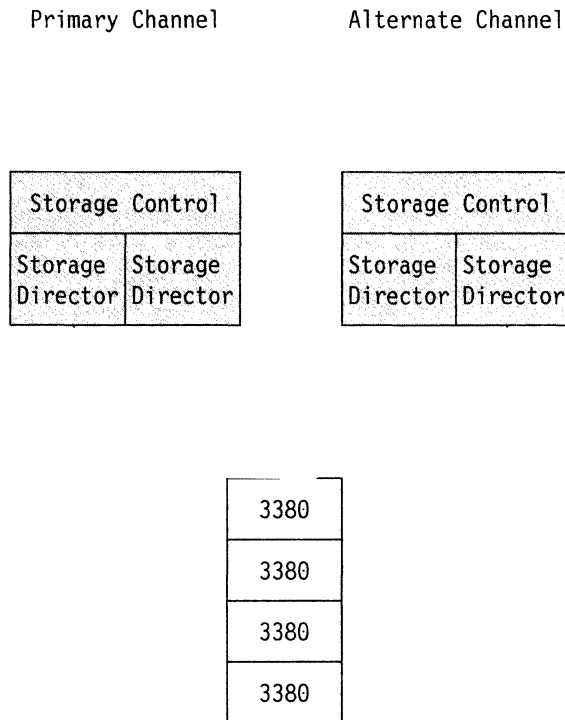 Primary Channel
Alternate Channel
Storage Control
Storage Director
Storage Director
Storage Control
Storage Director
Storage Director
3380
3380
3380
3380